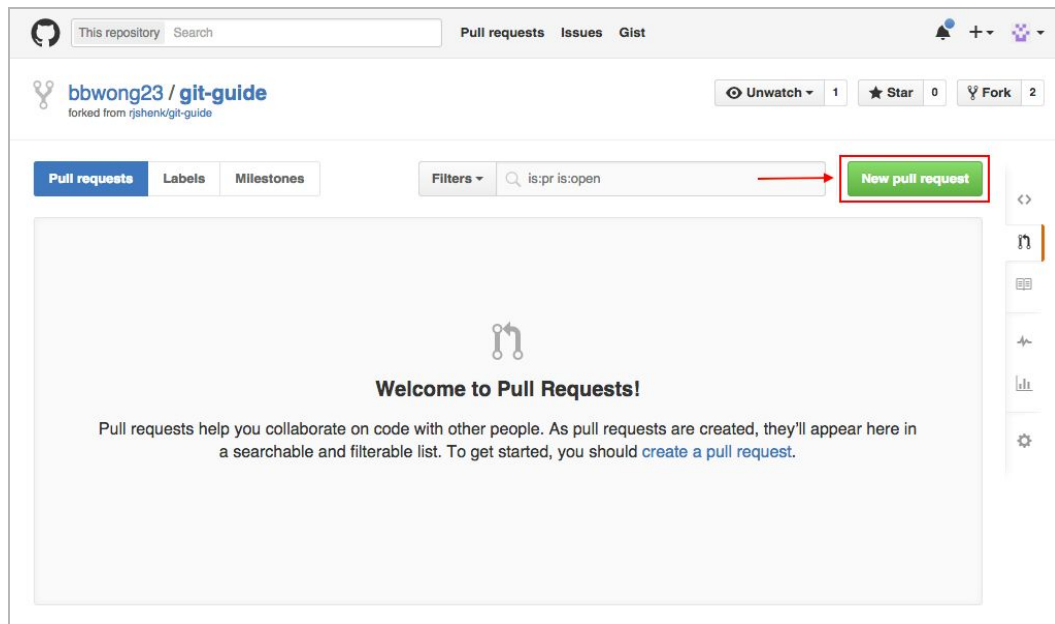 This repository Search Pull requests Issues Gist
bbwong23 / git-guide Unwatch 1 Star 0 Fork 2
forked from rjshenk/git-guide
Pull requests Labels Milestones Filters is:pr is:open New pull request
Welcome to Pull Requests!
Pull requests help you collaborate on code with other people. As pull requests are created, they'll appear here in
a searchable and filterable list. To get started, you should create a pull request.